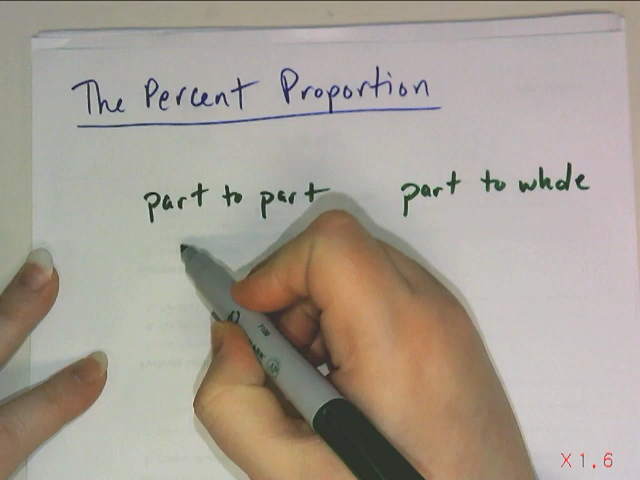 The Percent Proportion
part to part part to whole
X1.6